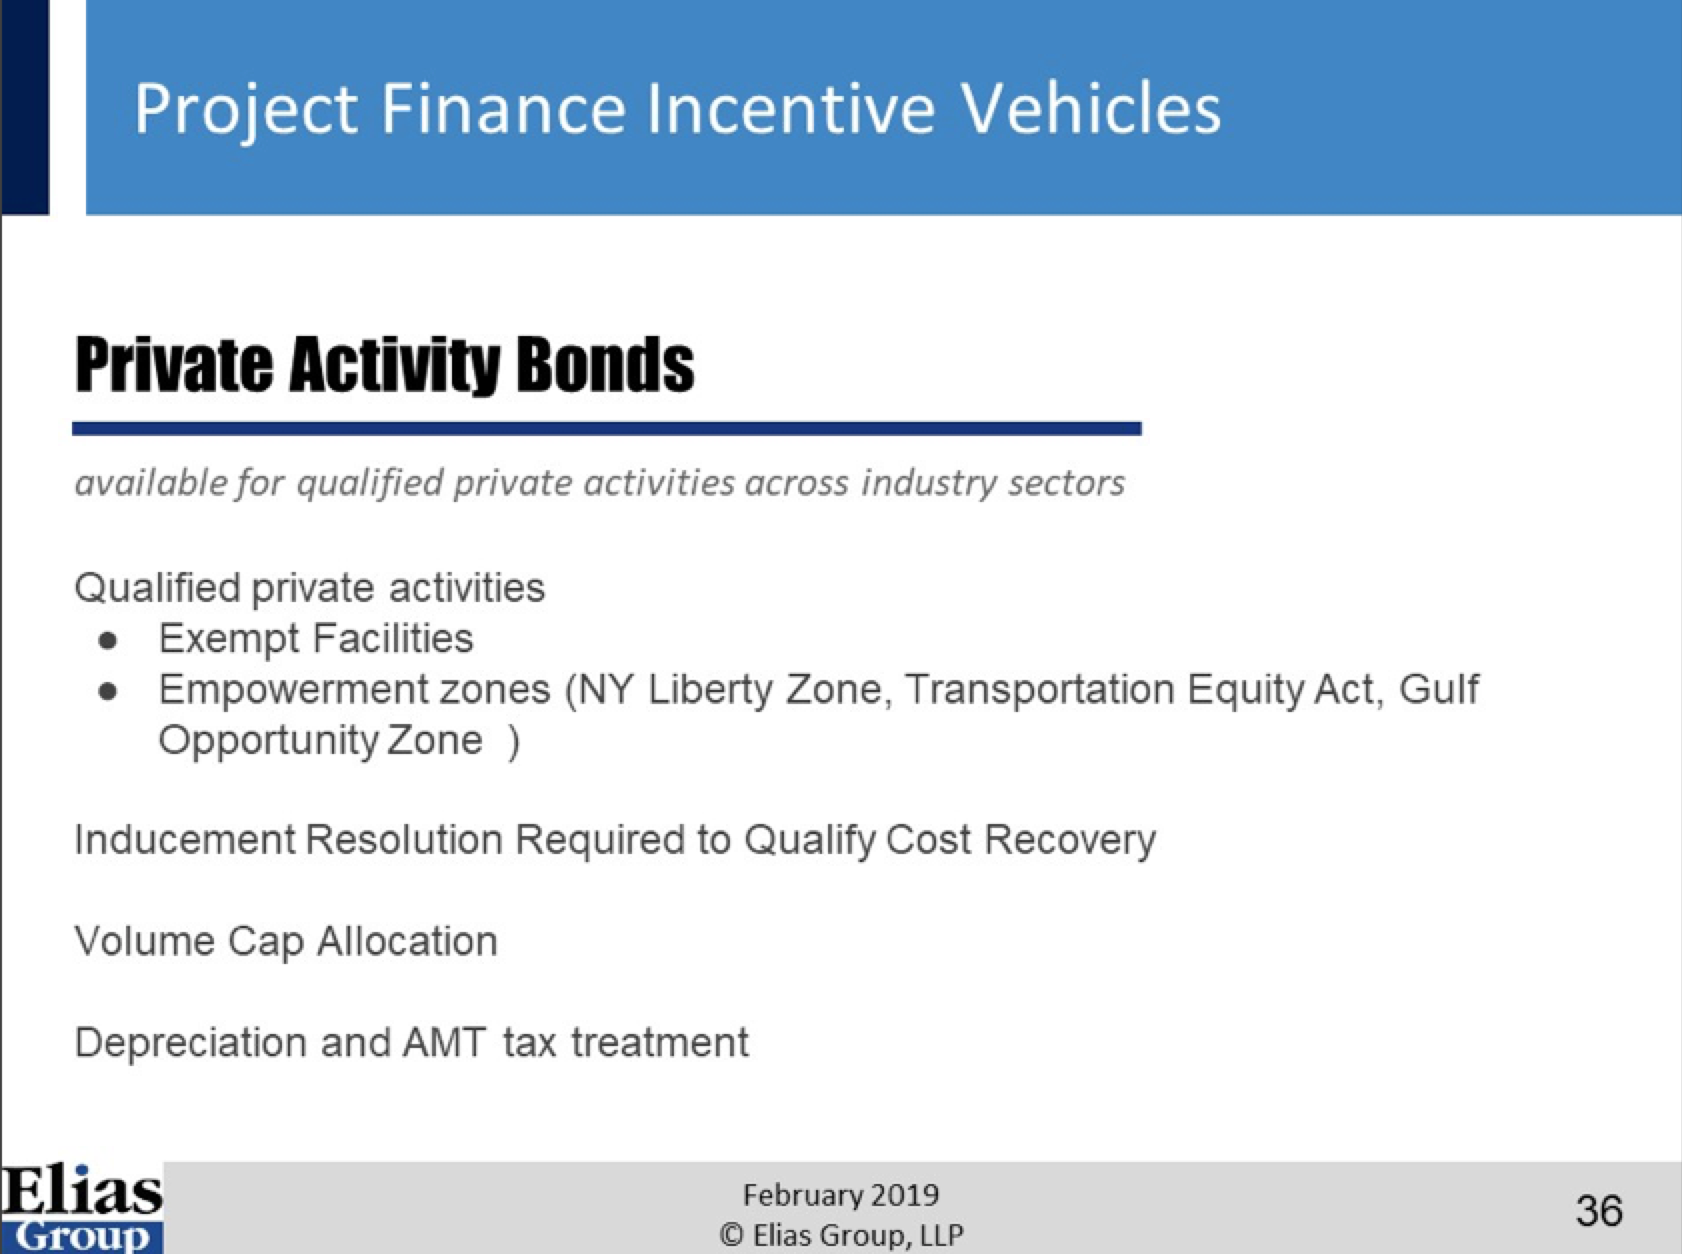 Project Finance Incentive Vehicles
Private Activity Bonds
available for qualified private activities across industry sectors
Qualified private activities
● Exempt Facilities
● Empowerment zones (NY Liberty Zone, Transportation Equity Act, Gulf
Opportunity Zone )
Inducement Resolution Required to Qualify Cost Recovery
Volume Cap Allocation
Depreciation and AMT tax treatment
Elias
Group
February 2019
© Elias Group, LLP
36